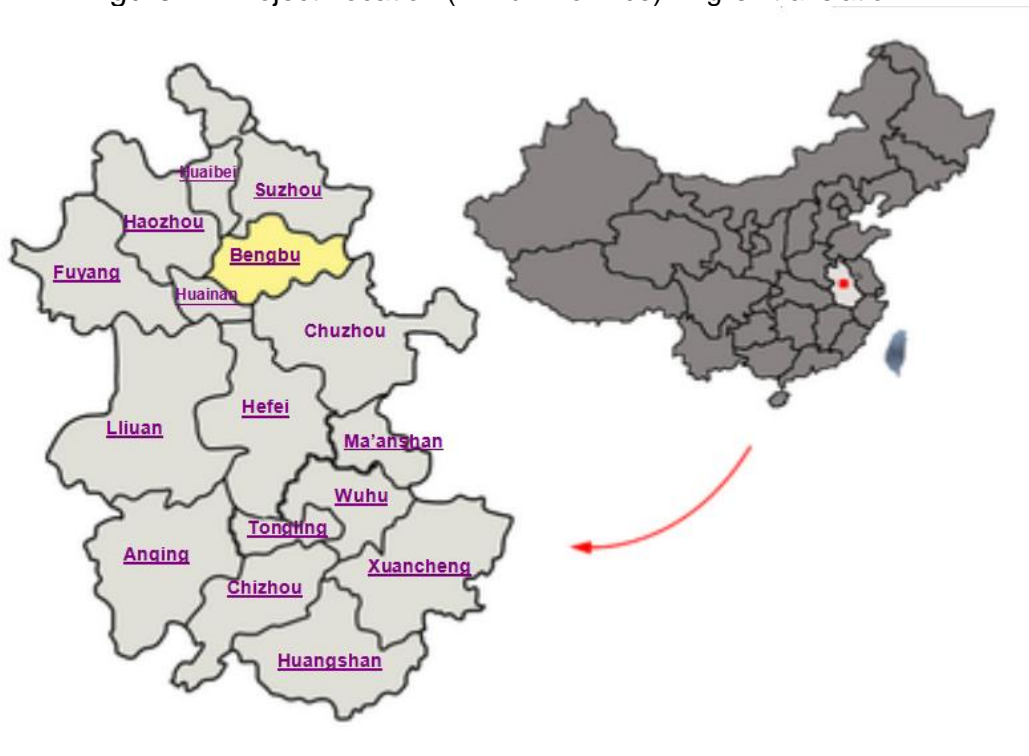 Huaibei
Suzhou
Haozhou
Bengbu
Fuyang
Huainan
Chuzhou
Hefei
Lliuan
Ma'anshan
Wuhu
Tongling
Anqing
Xuancheng
Chizhou
Huangshan